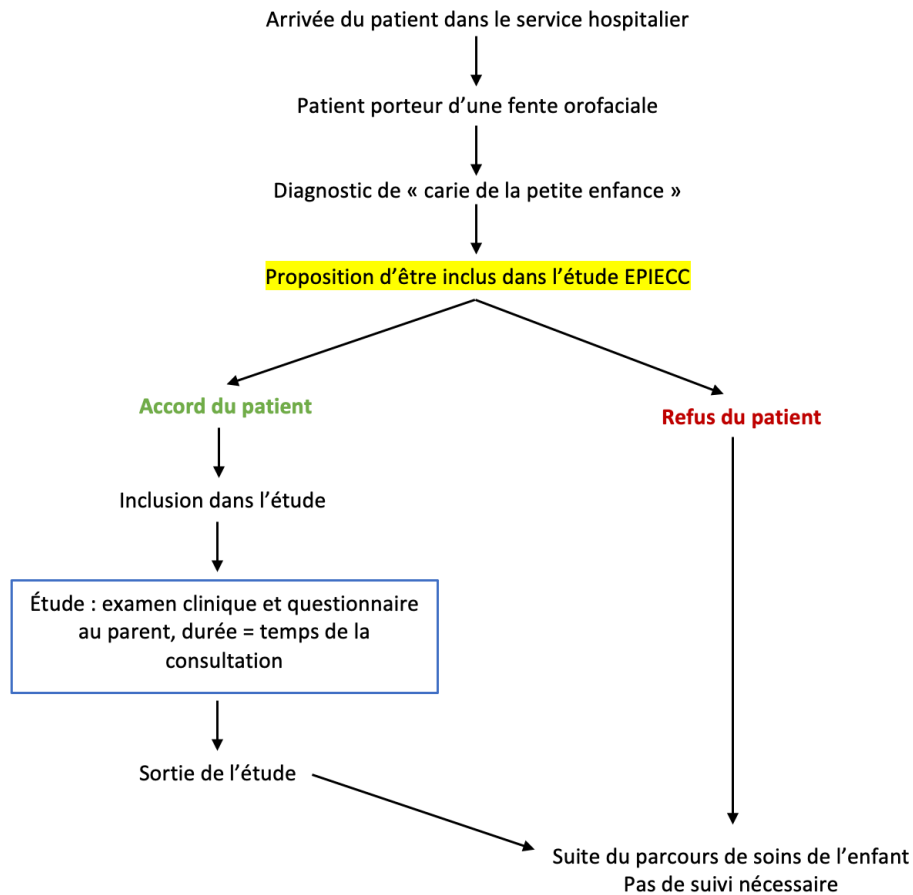 Arrivée du patient dans le service hospitalier
Patient porteur d’une fente orofaciale
Diagnostic de « carie de la petite enfance »
Proposition d’être inclus dans l’étude EPIECC
Accord du patient
Refus du patient
Inclusion dans l’étude
Étude : examen clinique et questionnaire
au parent, durée = temps de la
consultation
Sortie de l’étude
Suite du parcours de soins de l’enfant
Pas de suivi nécessaire